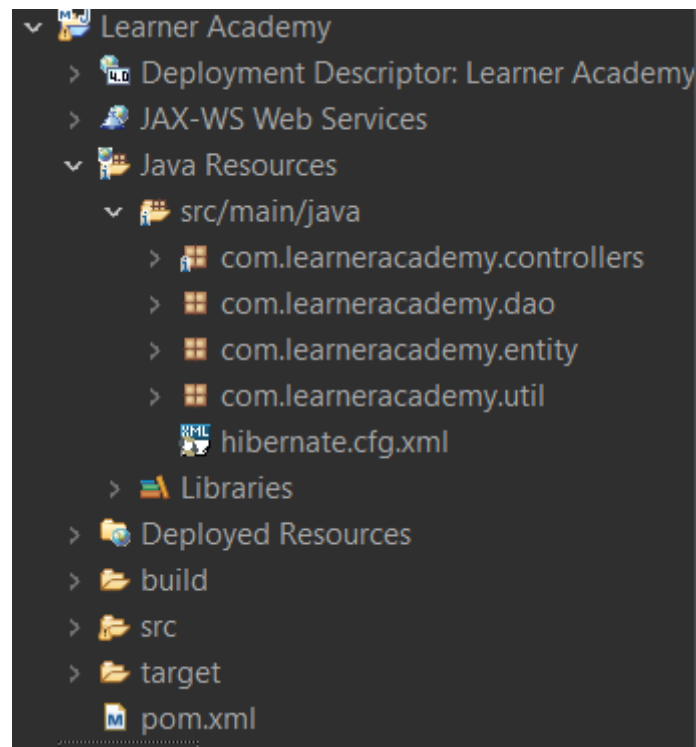 Learner Academy
Deployment Descriptor: Learner Academy
JAX-WS Web Services
Java Resources
src/main/java
com.learneracademy.controllers
com.learneracademy.dao
com.learneracademy.entity
com.learneracademy.util
hibernate.cfg.xml
Libraries
Deployed Resources
build
src
target
pom.xml